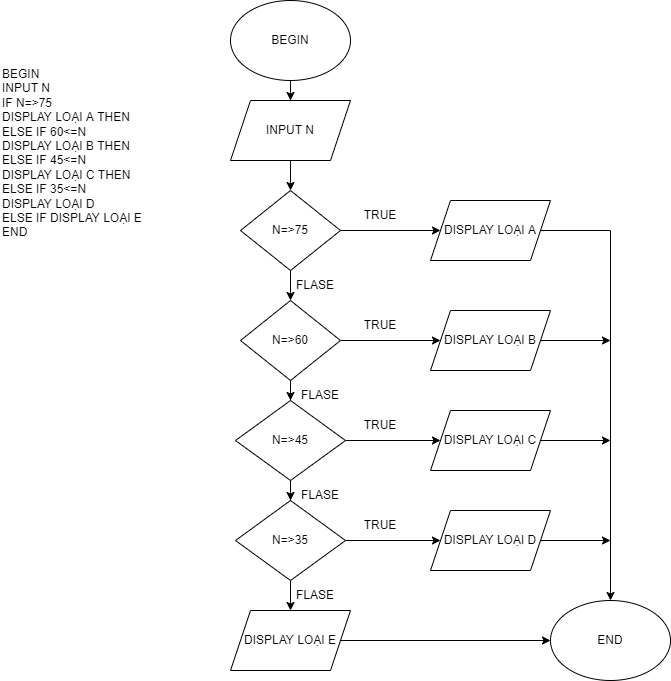 BEGIN
INPUT N
IF N=>75
DISPLAY LOẠI A THEN
ELSE IF 60<=N
DISPLAY LOẠI B THEN
ELSE IF 45<=N
DISPLAY LOẠI C THEN
ELSE IF 35<=N
DISPLAY LOẠI D
ELSE IF DISPLAY LOẠI E
END
BEGIN
INPUT N
N=>75
TRUE
DISPLAY LOẠI A
FLASE
N=>60
TRUE
DISPLAY LOẠI B
FLASE
N=>45
TRUE
DISPLAY LOẠI C
FLASE
N=>35
TRUE
DISPLAY LOẠI D
FLASE
DISPLAY LOẠI E
END